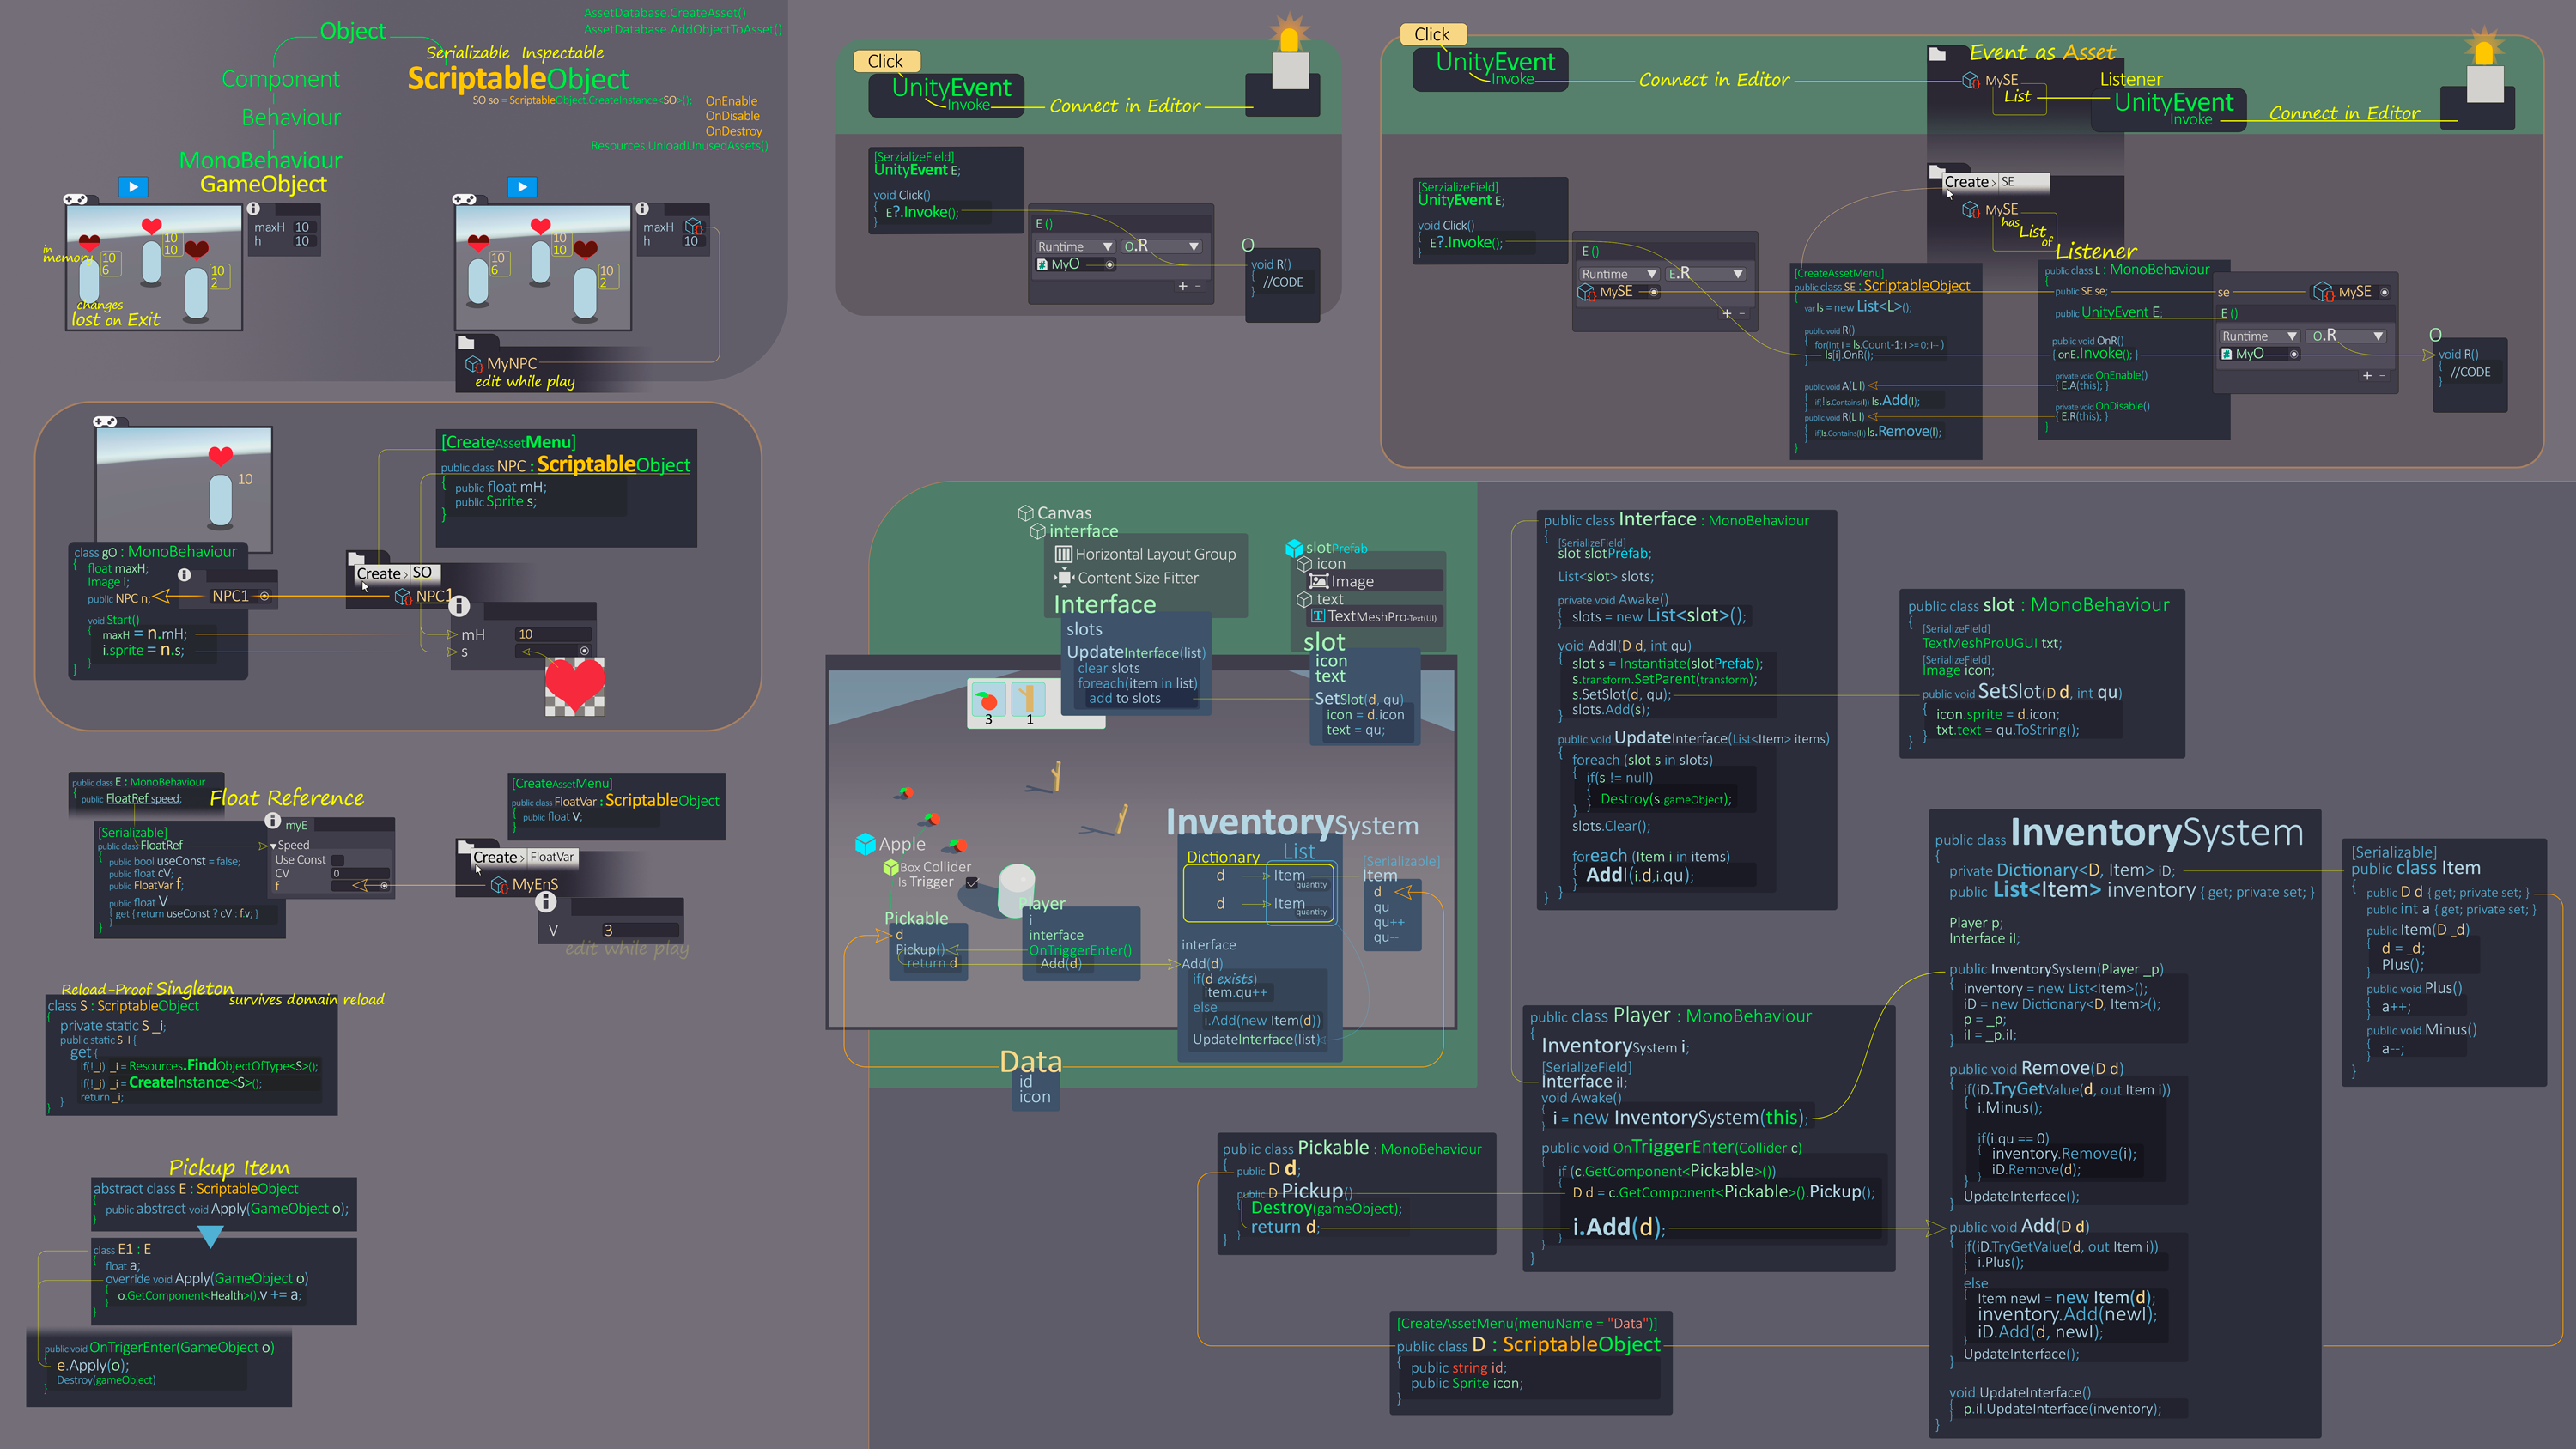 AssetDatabase.CreateAsset()
AssetDatabase.AddObjectToAsset()
Object
Serializable Inspectable
Component
ScriptableObject
SO so = ScriptableObject.CreateInstance<SO>();
OnEnable
OnDisable
OnDestroy
Behaviour
Resources.UnloadUnusedAssets()
MonoBehaviour
GameObject
maxH 10
h 10
in
memory
10
6
10
10
10
2
changes
lost on Exit
maxH
h 10
10
6
10
10
10
2
MyNPC
edit while play
10
class gO : MonoBehaviour
{
float maxH;
Image i;
public NPC n;
void Start()
{
maxH = n.mH;
i.sprite = n.s;
}
}
NPC1
[CreateAssetMenu]
public class NPC : ScriptableObject
{
public float mH;
public Sprite s;
}
Create > SO
NPC1
mH 10
s
Float Reference
public class E : MonoBehaviour
{
public FloatRef speed;
[Serializable]
public class FloatRef
{
public bool useConst = false;
public float cV;
public FloatVar f;
public float V
{ get { return useConst ? cV : f.v; }
}
myE
Speed
Use Const
CV 0
f
[CreateAssetMenu]
public class FloatVar : ScriptableObject
{
public float V;
}
Create > FloatVar
MyEnS
V 3
edit while play
Reload-Proof Singleton
survives domain reload
class S : ScriptableObject
{
private static S _i;
public static S I {
get {
if(!_i) _i = Resources.FindObjectOfType<S>();
if(!_i) _i = CreateInstance<S>();
return _i;
}
}
Pickup Item
abstract class E : ScriptableObject
{
public abstract void Apply(GameObject o);
}
class E1 : E
{
float a;
override void Apply(GameObject o)
{
o.GetComponent<Health>().v += a;
}
}
public void OnTrigerEnter(GameObject o)
{
e.Apply(o);
Destroy(gameObject)
}
Click
UnityEvent
Invoke
Connect in Editor
[SerzializeField]
UnityEvent E;
void Click()
{
E?.Invoke();
}
E ()
Runtime O.R
MyO
+ -
O
void R()
{
//CODE
}
Click
UnityEvent
Invoke
Connect in Editor
Event as Asset
MySE
List
Listener
UnityEvent
Invoke
Connect in Editor
[SerzializeField]
UnityEvent E;
void Click()
{
E?.Invoke();
}
E ()
Runtime E.R
MySE
+ -
Create > SE
MySE
has
List
of
Listener
[CreateAssetMenu]
public class SE : ScriptableObject
{
var ls = new List<L>();
public void R()
{ for(int i = ls.Count-1; i >= 0; i-- )
ls[i].OnR();
}
public void A(L l)
{
if(!ls.Contains(l)) ls.Add(l);
}
public void R(L l)
{
if(ls.Contains(l)) ls.Remove(l);
}
}
public class L : MonoBehaviour
{
public SE se;
public UnityEvent E;
public void OnR()
{ onE.Invoke(); }
private void OnEnable()
{ E.A(this); }
private void OnDisable()
{ E.R(this); }
}
se MySE
E ()
Runtime O.R
MyO
+ -
O
void R()
{
//CODE
}
Canvas
interface
Horizontal Layout Group
Content Size Fitter
Interface
slots
UpdateInterface(list)
clear slots
foreach(item in list)
add to slots
slotPrefab
icon
Image
text
TextMeshPro-Text(UI)
slot
icon
text
SetSlot(d, qu)
icon = d.icon
text = qu;
3
1
Apple
Box Collider
Is Trigger
Pickable
d
Pickup()
return d
Player
i
interface
OnTriggerEnter()
Add(d)
InventorySystem
Dictionary
List
d Item
quantity
d Item
quantity
interface
Add(d)
if(d exists)
item.qu++
else
i.Add(new Item(d))
UpdateInterface(list)
[Serializable]
Item
d
qu
qu++
qu--
Data
id
icon
public class Interface : MonoBehaviour
{
[SerializeField]
slot slotPrefab;
List<slot> slots;
private void Awake()
{
slots = new List<slot>();
}
void AddI(D d, int qu)
{
slot s = Instantiate(slotPrefab);
s.transform.SetParent(transform);
s.SetSlot(d, qu);
slots.Add(s);
}
public void UpdateInterface(List<Item> items)
{
foreach (slot s in slots)
{
if(s != null)
{
Destroy(s.gameObject);
}
}
slots.Clear();
foreach (Item i in items)
{
AddI(i.d,i.qu);
}
}
}
public class slot : MonoBehaviour
{
[SerializeField]
TextMeshProUGUI txt;
[SerializeField]
Image icon;
public void SetSlot(D d, int qu)
{
icon.sprite = d.icon;
txt.text = qu.ToString();
}
}
public class Player : MonoBehaviour
{
InventorySystem i;
[SerializeField]
Interface iI;
void Awake()
{
i = new InventorySystem(this);
}
public void OnTriggerEnter(Collider c)
{
if (c.GetComponent<Pickable>())
{
D d = c.GetComponent<Pickable>().Pickup();
i.Add(d);
}
}
}
public class Pickable : MonoBehaviour
{
public D d;
public D Pickup()
{
Destroy(gameObject);
return d;
}
}
[CreateAssetMenu(menuName = "Data")]
public class D : ScriptableObject
{
public string id;
public Sprite icon;
}
public class InventorySystem
{
private Dictionary<D, Item> iD;
public List<Item> inventory { get; private set; }
Player p;
Interface iI;
public InventorySystem(Player _p)
{
inventory = new List<Item>();
iD = new Dictionary<D, Item>();
p = _p;
iI = _p.iI;
}
public void Remove(D d)
{
if(iD.TryGetValue(d, out Item i))
{
i.Minus();
if(i.qu == 0)
{
inventory.Remove(i);
iD.Remove(d);
}
}
UpdateInterface();
}
public void Add(D d)
{
if(iD.TryGetValue(d, out Item i))
{
i.Plus();
}
else
{
Item newI = new Item(d);
inventory.Add(newI);
iD.Add(d, newI);
}
UpdateInterface();
}
void UpdateInterface()
{
p.iI.UpdateInterface(inventory);
}
}
[Serializable]
public class Item
{
public D d { get; private set; }
public int a { get; private set; }
public Item(D _d)
{
d = _d;
Plus();
}
public void Plus()
{
a++;
}
public void Minus()
{
a--;
}
}